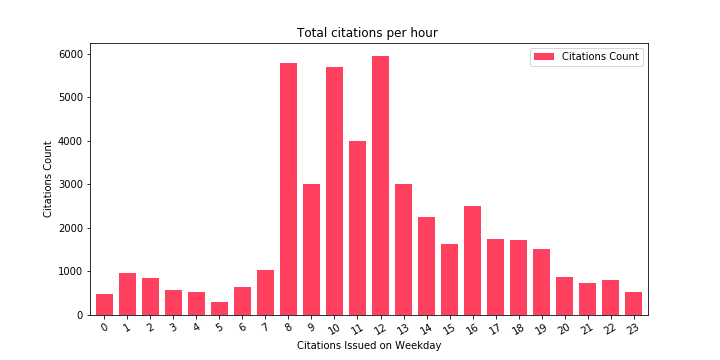 Total citations per hour
Citations Count
6000
5000
4000
3000
2000
1000
0
Citations Count
0 1 2 3 4 5 6 7 8 9 10 11 12 13 14 15 16 17 18 19 20 21 22 23
Citations Issued on Weekday